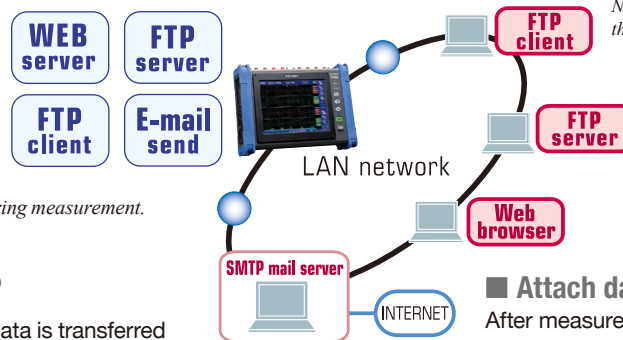 WEB
server
FTP
server
FTP
client
E-mail
send
FTP
client
LAN network
FTP
server
Web
browser
ring measurement.
SMTP mail server
INTERNET
ata is transferred
■ Attach da
After measure